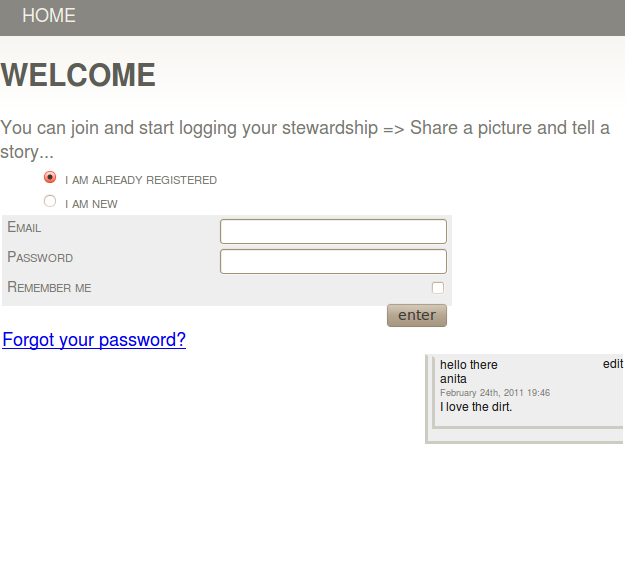 HOME
WELCOME
You can join and start logging your stewardship => Share a picture and tell a
story...
I AM ALREADY REGISTERED
I AM NEW
EMAIL
PASSWORD
REMEMBER ME
enter
Forgot your password?
hello there edit
anita
February 24th, 2011 19:46
I love the dirt.